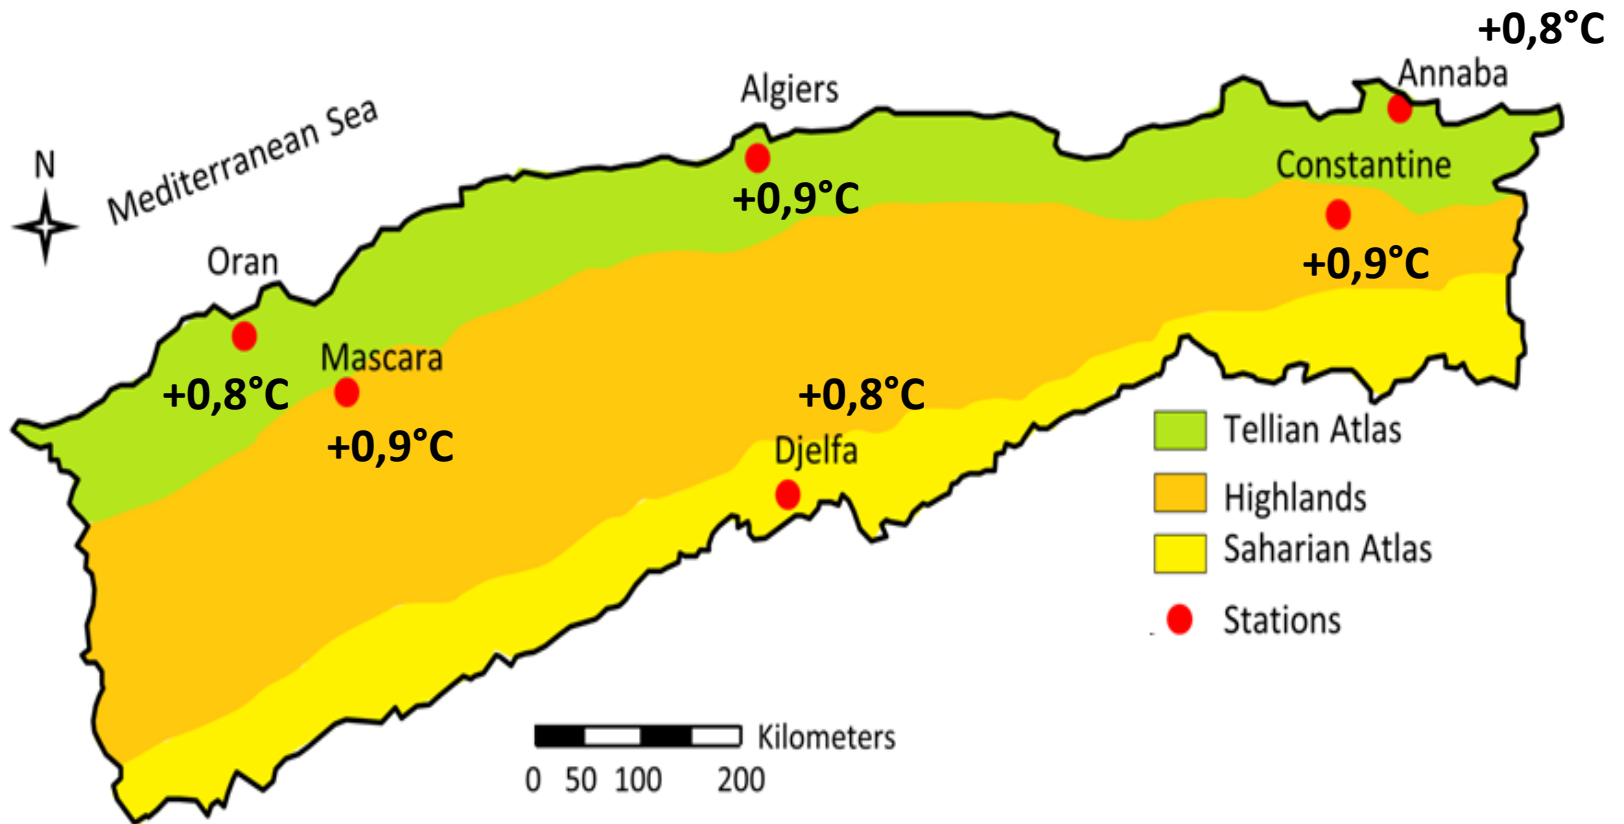 +0,8°C
Annaba
Algiers
Mediterranean Sea
N
Constantine
+0,9°C
Oran
+0,9°C
Mascara
+0,8°C
+0,8°C
+0,9°C
Djelfa
Tellian Atlas
Highlands
Saharian Atlas
Stations
Kilometers
0 50 100 200